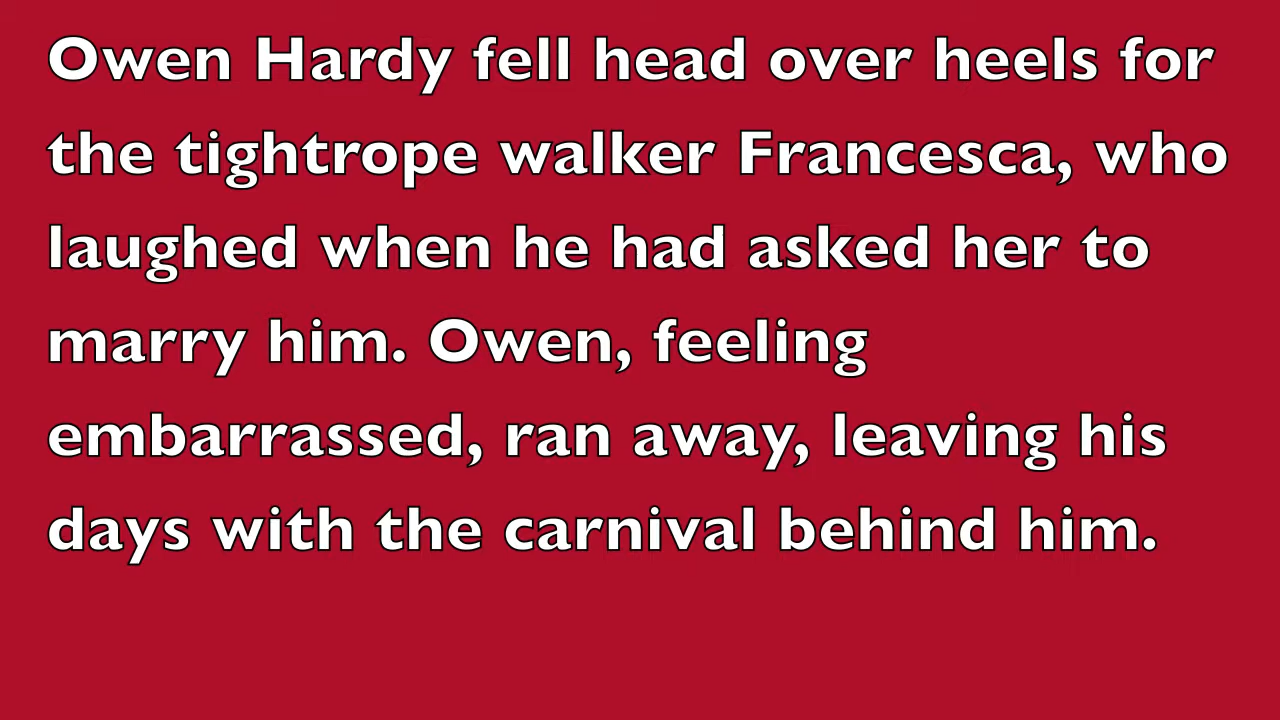 Owen Hardy fell head over heels for
the tightrope walker Francesca, who
laughed when he had asked her to
marry him. Owen, feeling
embarrassed, ran away, leaving his
days with the carnival behind him.